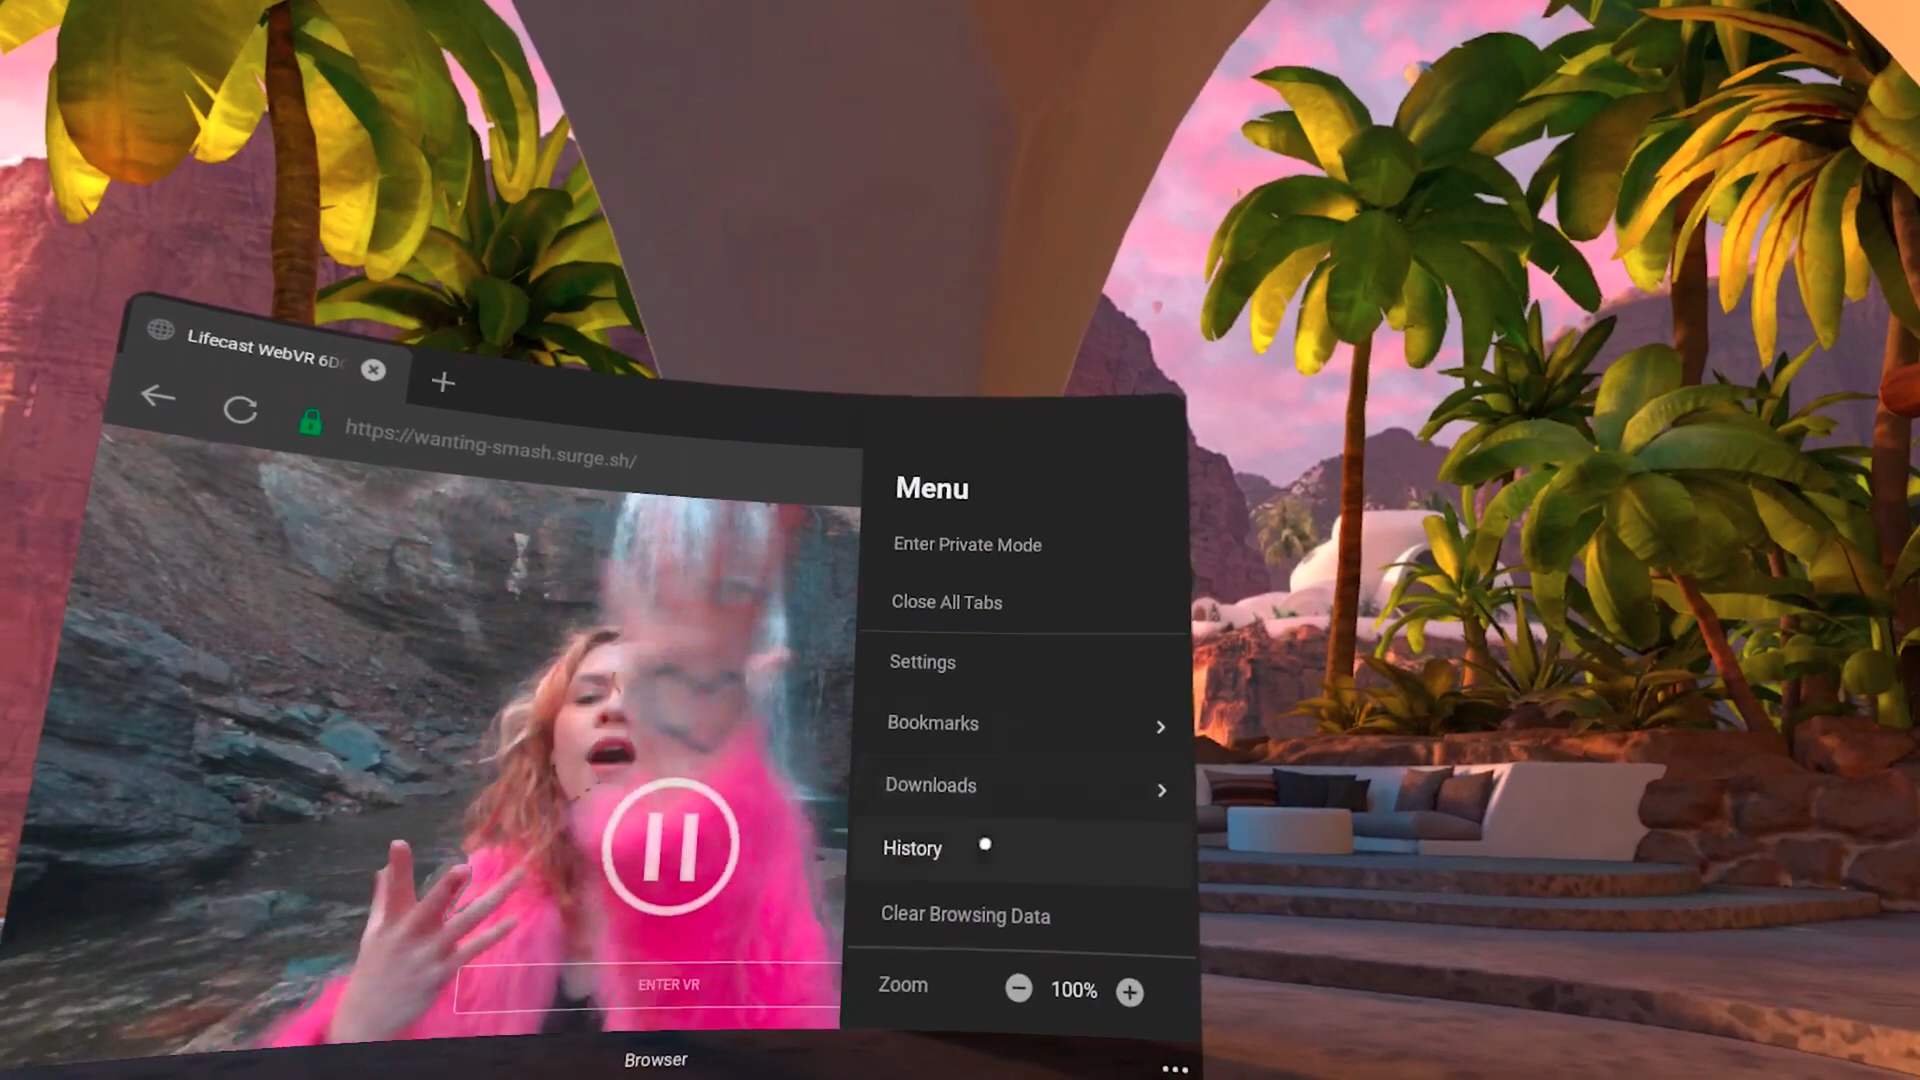 Lifecast WebVR 6D
https://wanting-smash.surge.sh/
Menu
Enter Private Mode
Close All Tabs
Settings
Bookmarks
Downloads
History
Clear Browsing Data
Zoom
100%
ENTER VR
Browser